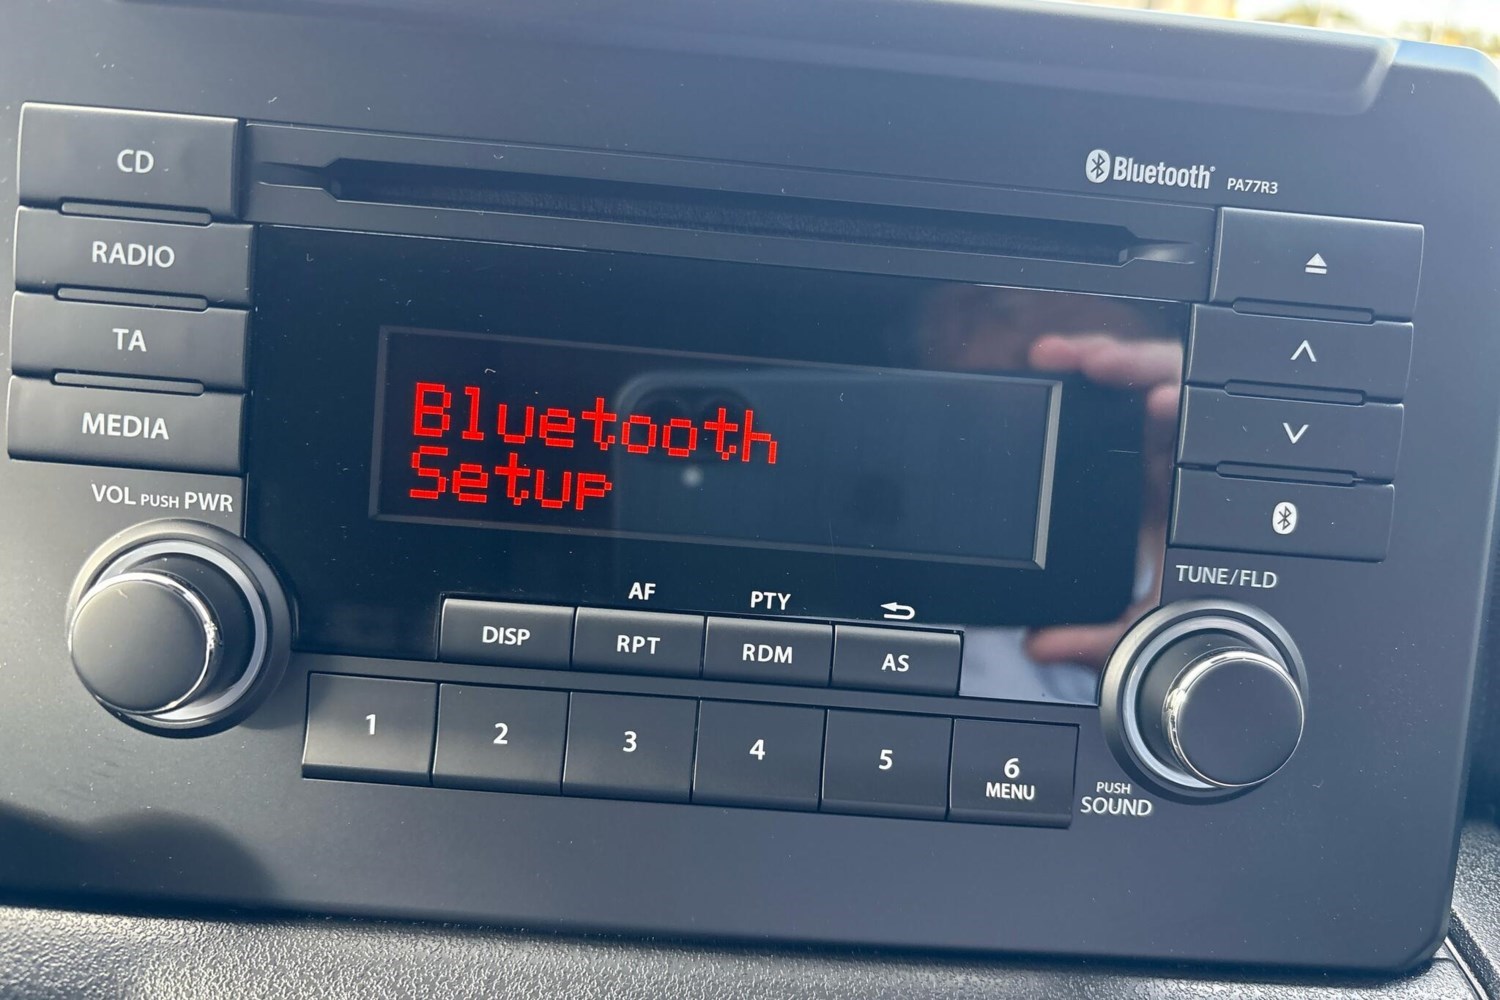 CD
Bluetooth® PA77R3
RADIO
TA
MEDIA
Bluetooth
Setup
VOL PUSH PWR
TUNE/FLD
AF PTY
DISP RPT RDM AS
1 2 3 4 5 6
MENU
PUSH
SOUND